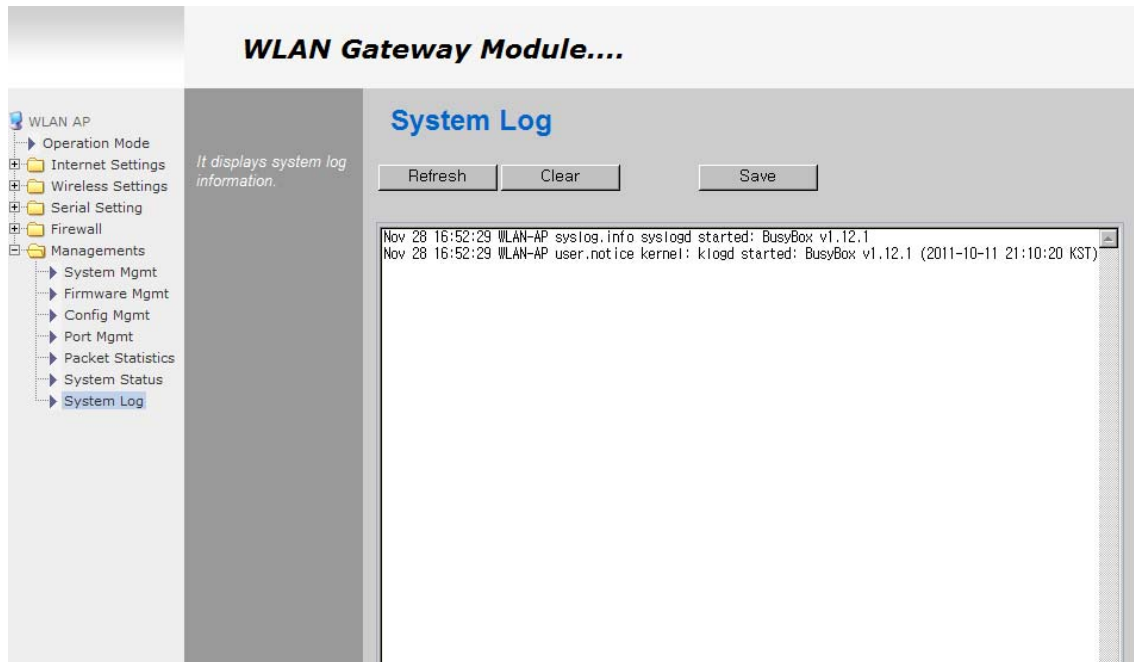 WLAN Gateway Module....
WLAN AP
Operation Mode
Internet Settings
Wireless Settings
Serial Setting
Firewall
Managements
System Mgmt
Firmware Mgmt
Config Mgmt
Port Mgmt
Packet Statistics
System Status
System Log
It displays system log
information.
System Log
Refresh Clear Save
Nov 28 16:52:29 WLAN-AP syslog.info syslogd started: BusyBox v1.12.1
Nov 28 16:52:29 WLAN-AP user.notice kernel: klogd started: BusyBox v1.12.1 (2011-10-11 21:10:20 KST)